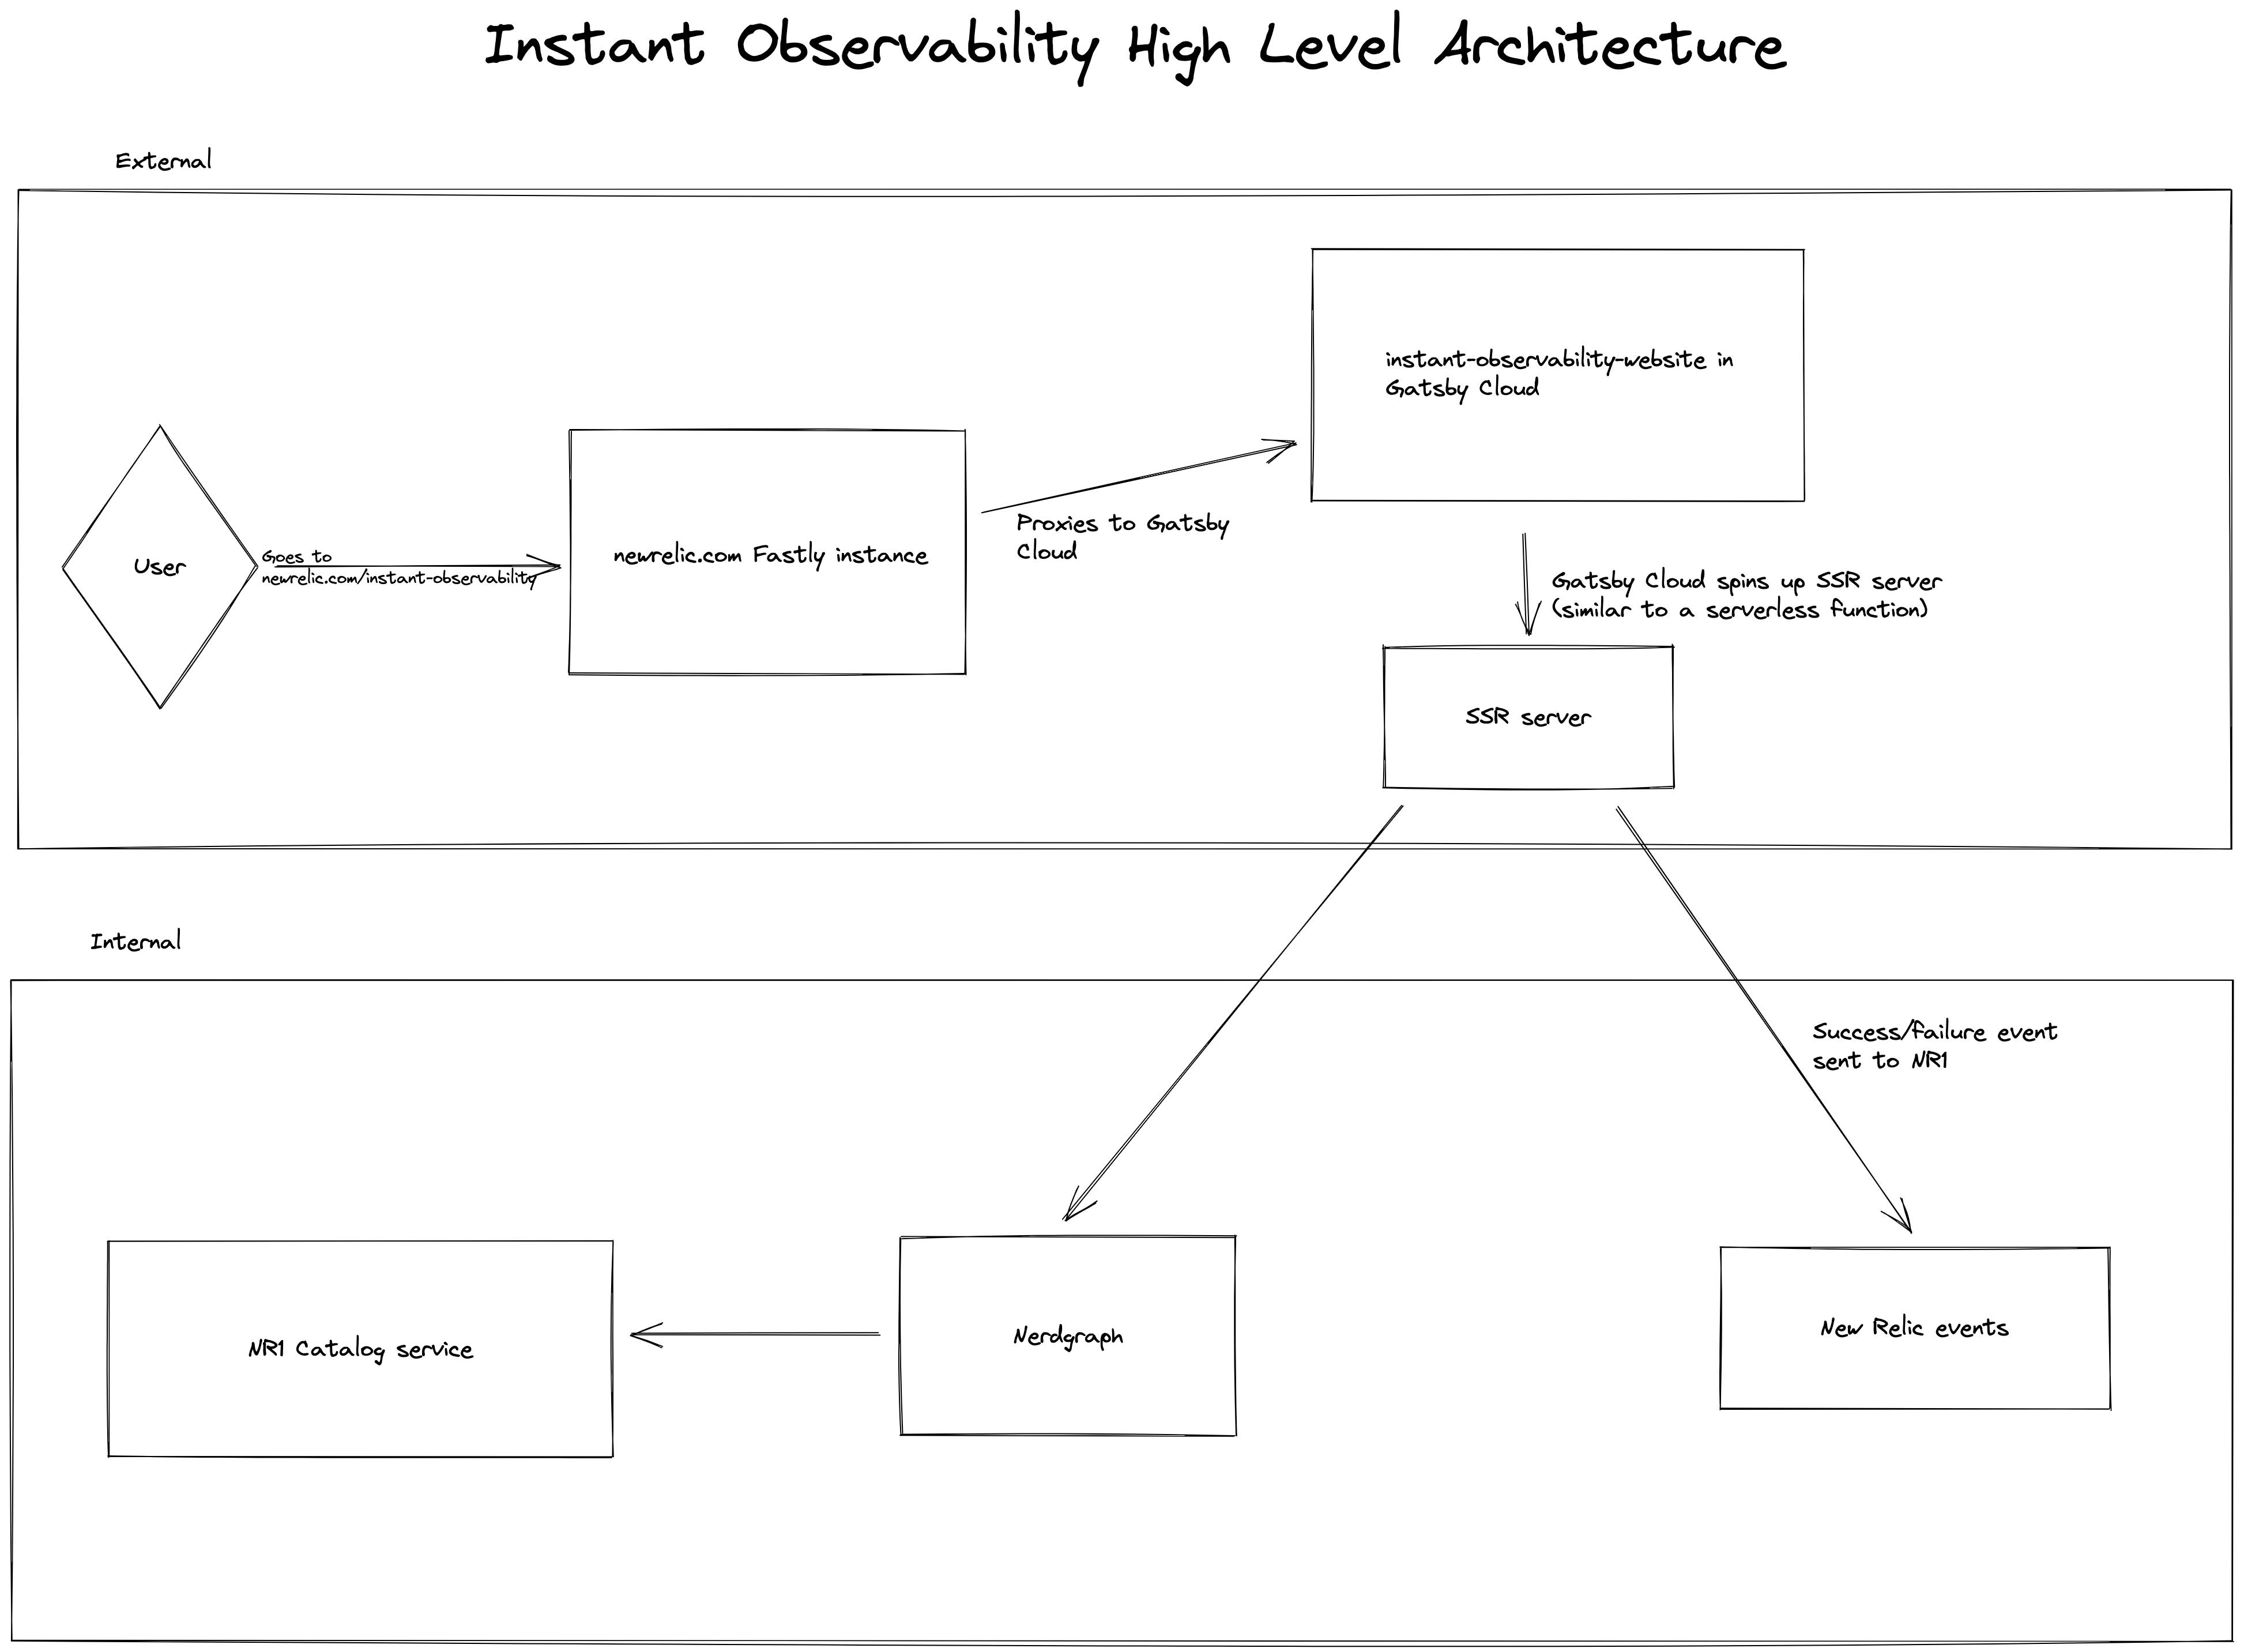 Instant Observability High Level Architecture
External
instant-observability-website in
Gatsby Cloud
User
Goes to
newrelic.com/instant-observability
newrelic.com Fastly instance
Proxies to Gatsby
Cloud
Gatsby Cloud spins up SSR server
(similar to a serverless function)
SSR server
Internal
Success/failure event
sent to NR1
NR1 Catalog service
Nerdgraph
New Relic events